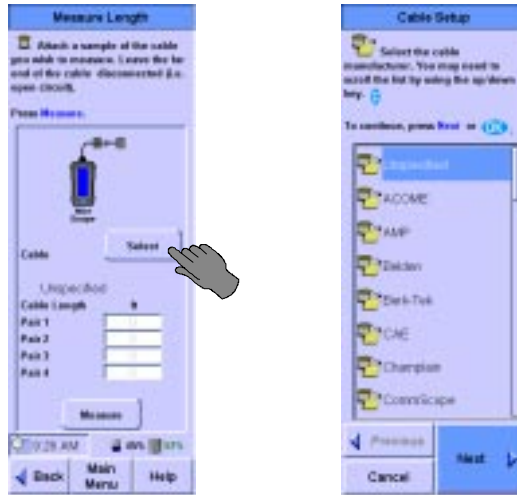 Measure Length
Attach a sample of the cable
you wish to measure. Leave the far
end of the cable disconnected (i.e.
open circuit).
Press Measure.
Cable
Select
Unspecified
Cable Length ft
Pair 1
Pair 2
Pair 3
Pair 4
Measure
9:28 AM
Back
Main
Menu
Help
Cable Setup
Select the cable
manufacturer. You may need to
scroll the list by using the up/down
key.
To continue, press Next or OK.
Unspecified
ACOME
AMP
Belden
Berk-Tek
CAE
Champlain
CommScope
Previous
Next
Cancel